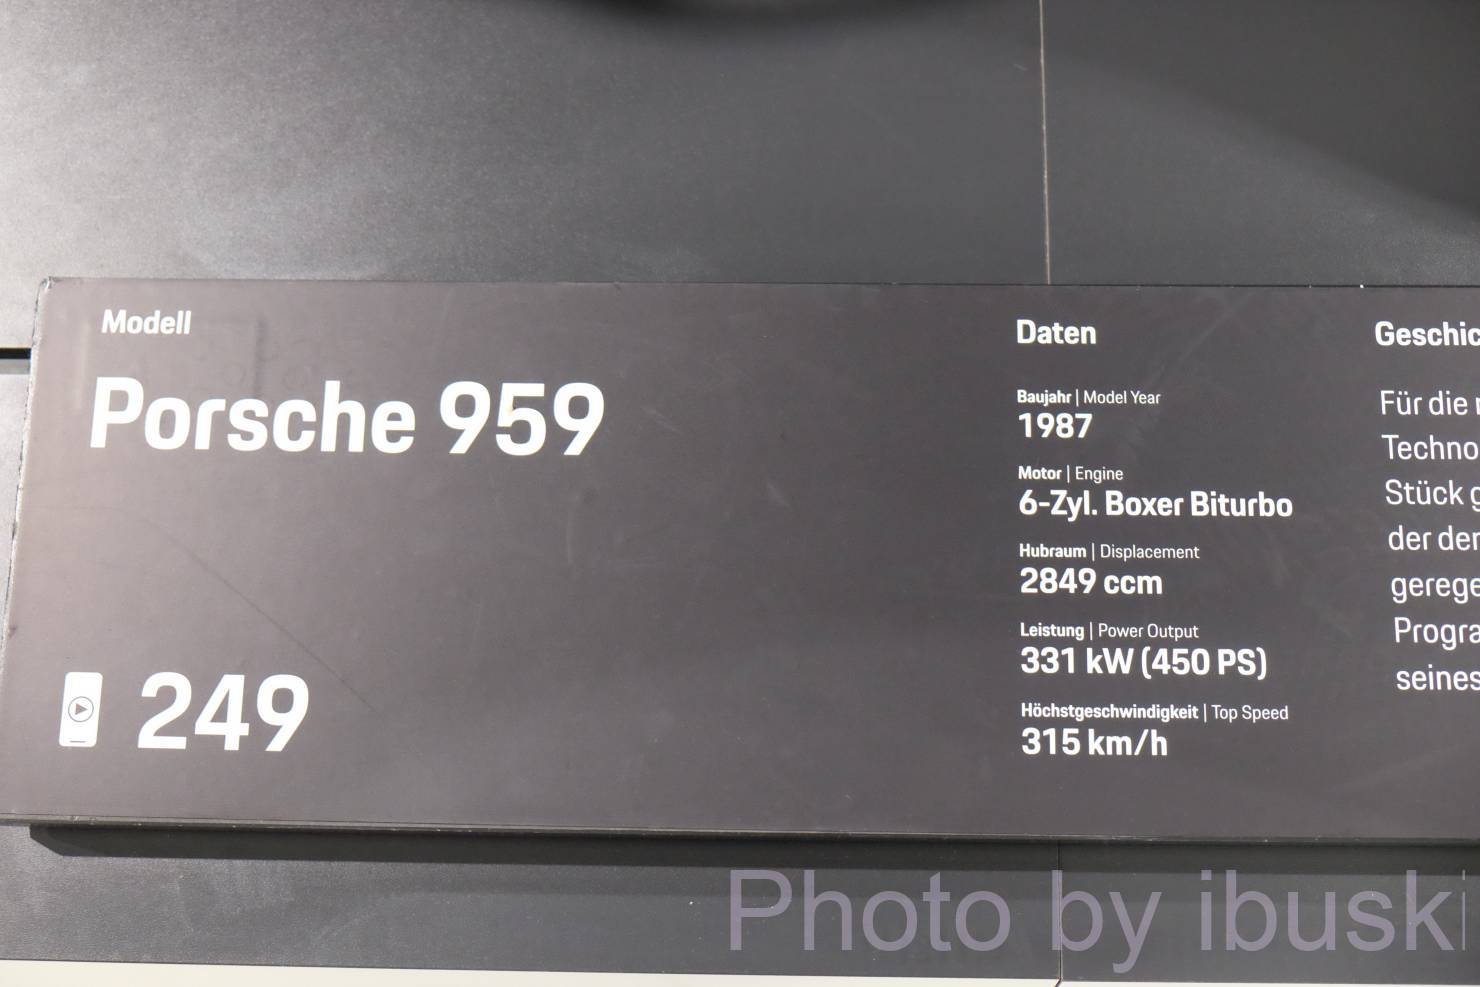 Modell
Porsche 959
249
Daten
Baujahr | Model Year
1987
Motor | Engine
6-Zyl. Boxer Biturbo
Hubraum | Displacement
2849 ccm
Leistung | Power Output
331 kW (450 PS)
Höchstgeschwindigkeit | Top Speed
315 km/h
Für die
Stück
der
Photo by ibuski